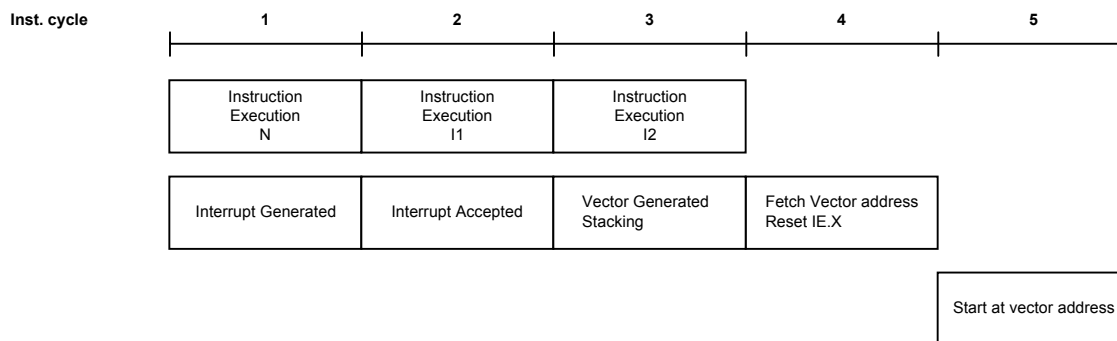 Inst. cycle 1 2 3 4 5
Instruction
Execution
N
Instruction
Execution
I1
Instruction
Execution
I2
Interrupt Generated
Interrupt Accepted
Vector Generated
Stacking
Fetch Vector address
Reset IE.X
Start at vector address